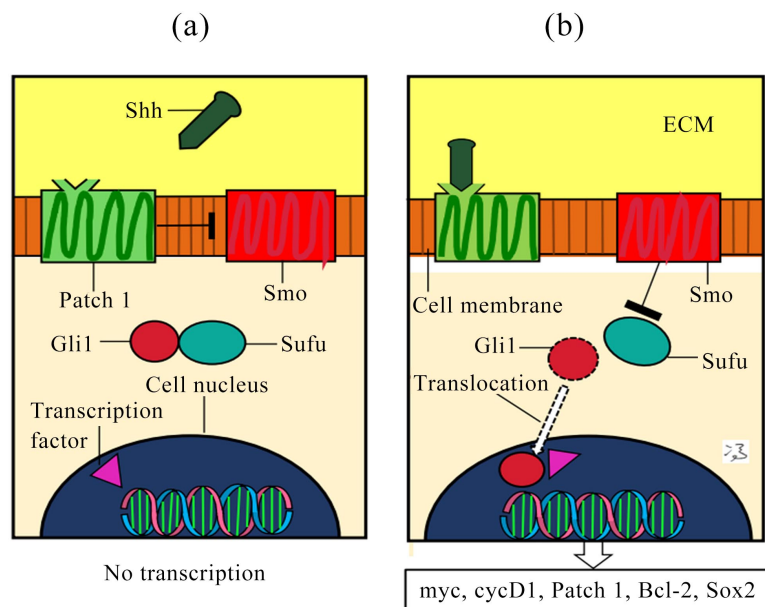 (a)
(b)
Shh
ECM
Patch 1
Smo
Cell membrane
Smo
Gli1
Sufu
Gli1
Sufu
Cell nucleus
Translocation
Transcription
factor
No transcription
myc, cycD1, Patch 1, Bcl-2, Sox2